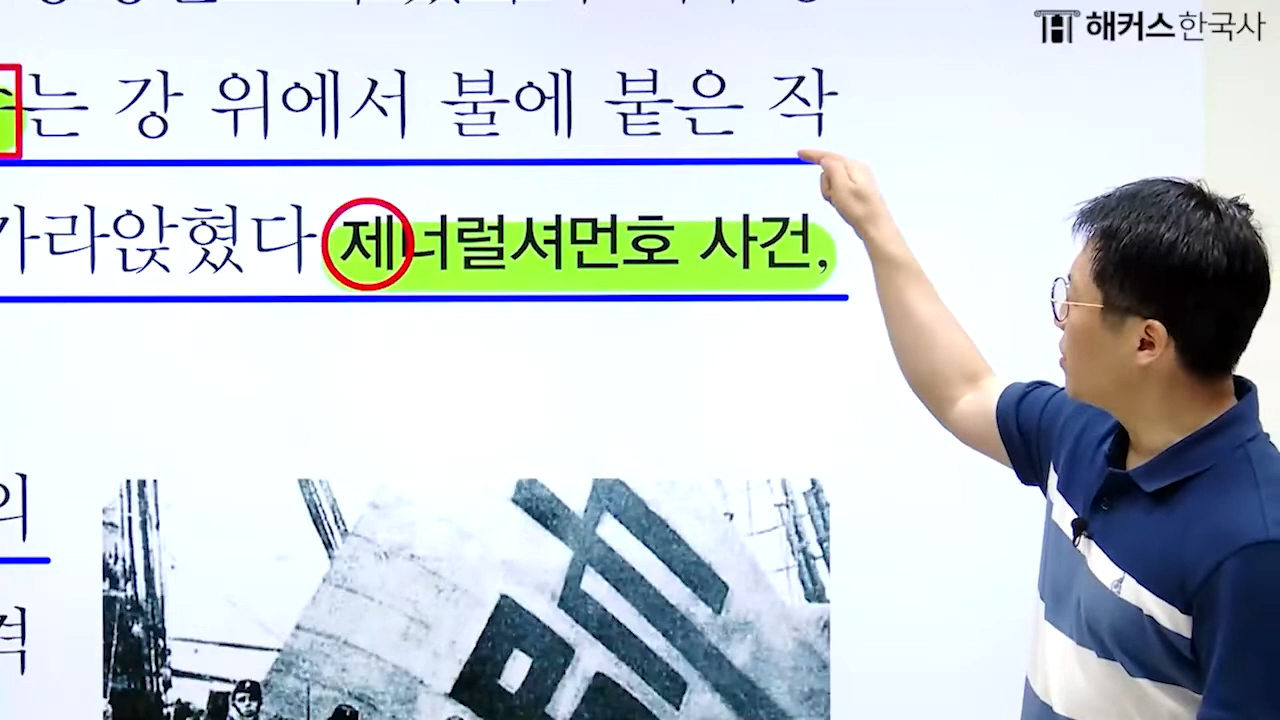 해커스한국사
는 강 위에서 불에 붙은 작
가라앉혔다 제너럴셔먼호 사건,
의
격